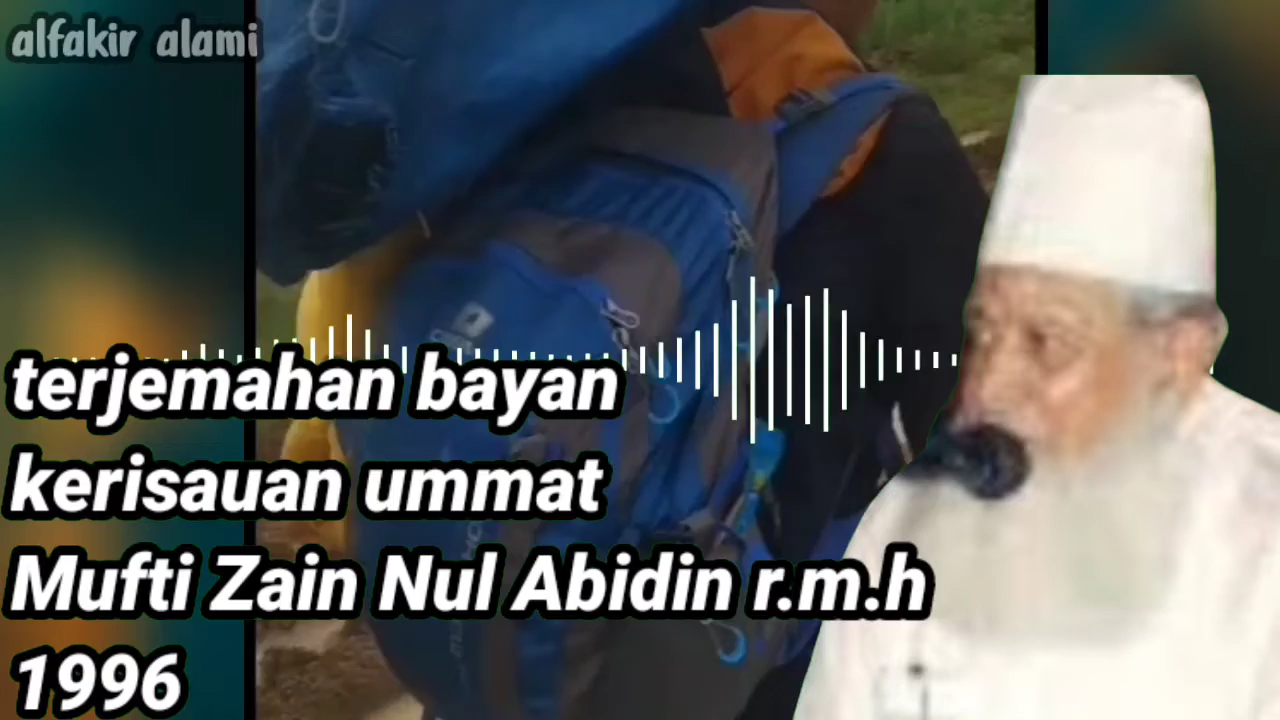 alfakir alami
terjemahan bayan
kerisauan ummat
Mufti Zain Nul Abidin r.m.h
1996